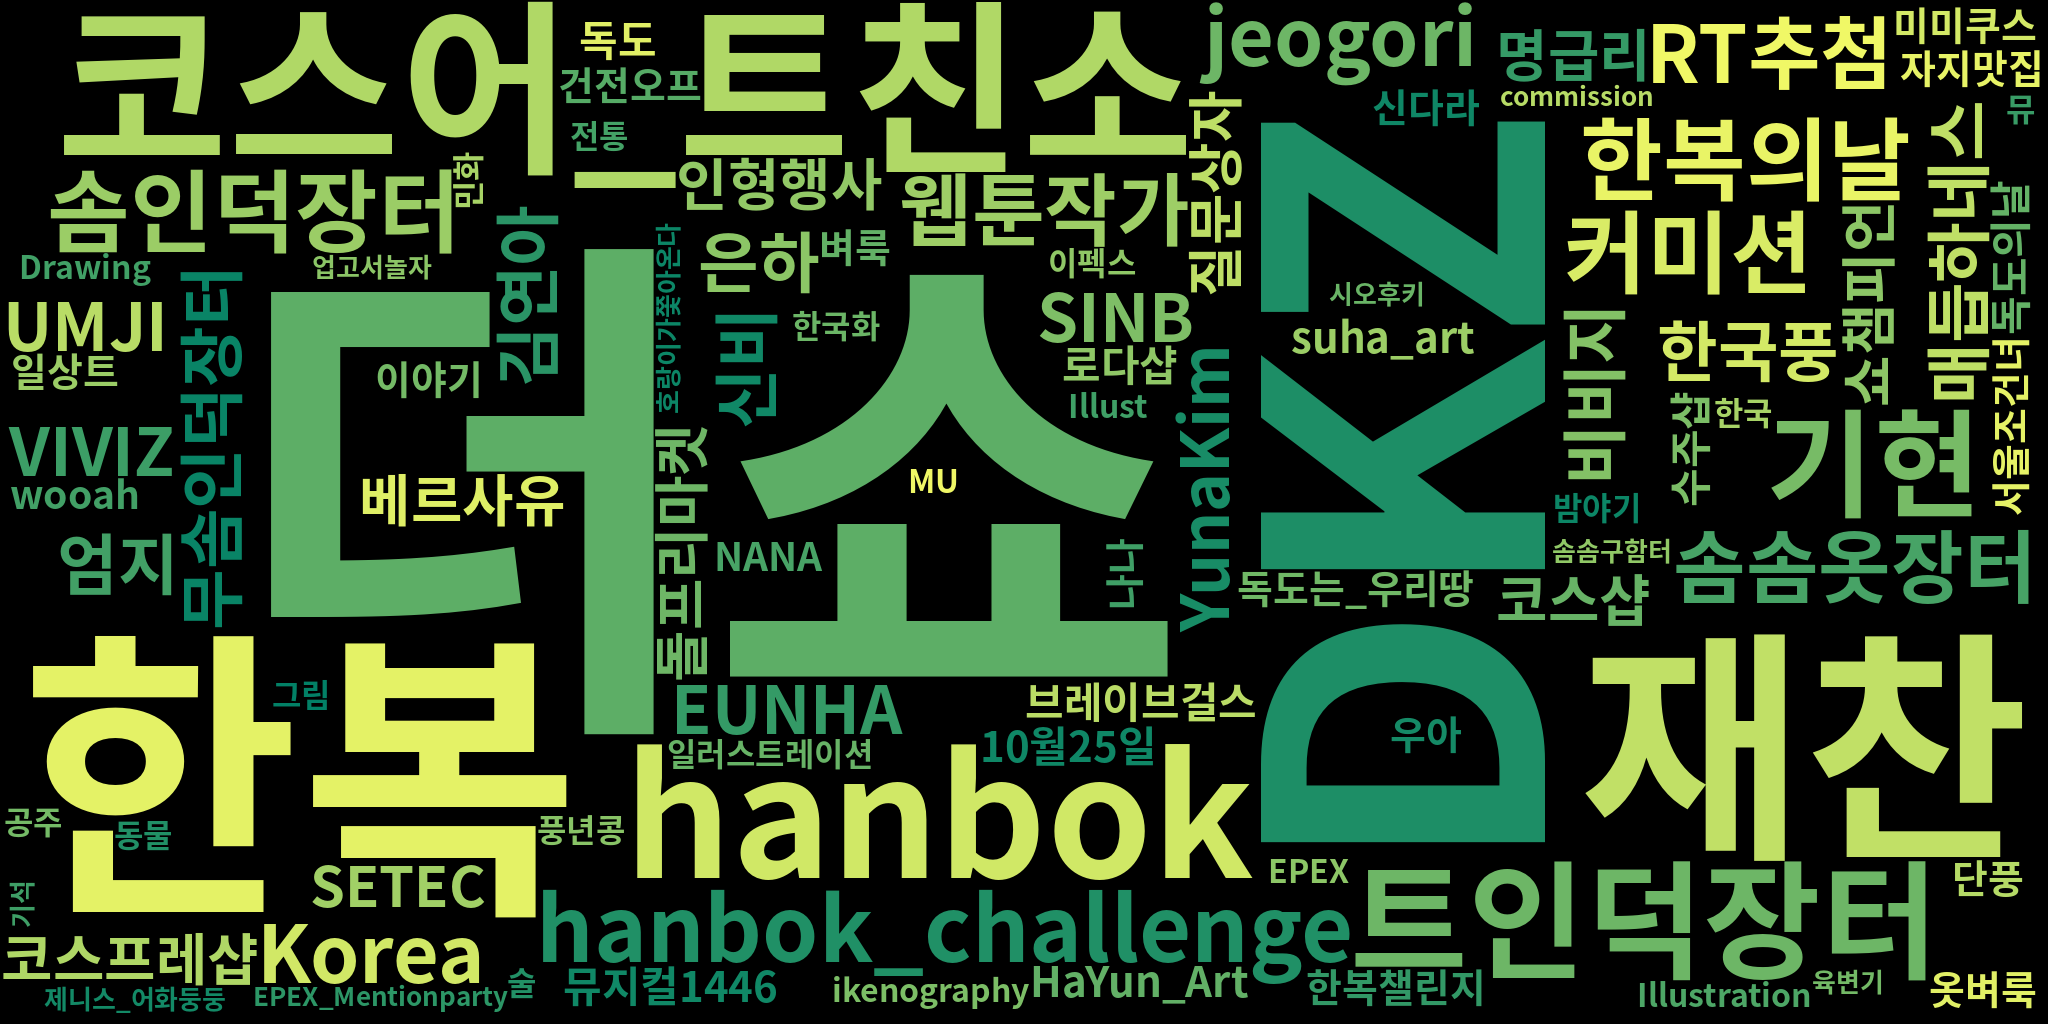 코스어_트친소
독도
건전오프
전통
jeogori
명급리
RT추첨
미미쿠스
자지맛집
commission
뮤
신다라
질문상자
한복의날
매듭하네스
독도의날
쇼챔피언
커미션
솜인덕장터
민화
인형행사
웹툰작가
Drawing
업고서놀자
김연아
호랑이가쫓아온다
은하
벼룩
이펙스
UMJI
일상트
무솜인덕장터
더쇼
이야기
신비
한국화
SINB
로다샵
Illust
시오후키
suha_art
DKZ
비비지
한국풍
한국
수주샵
서울조건녀
기현
VIVIZ
wooah
베르사유
돌프리마켓
MU
YunaKim
밤야기
엄지
NANA
나나
독도는_우리땅
코스샵
솜솜구함터
솜솜옷장터
한복
그림
EUNHA
브레이브걸스
일러스트레이션
10월25일
우아
재찬
hanbok
공주
동물
풍년콩
SETEC
EPEX
트인덕장터
단풍
기석
hanbok_challenge
코스프레샵
Korea
술
뮤지컬1446
ikenography
HaYun_Art
한복챌린지
Illustration
육변기
옷벼룩
제니스_어화둥둥
EPEX_Mentionparty